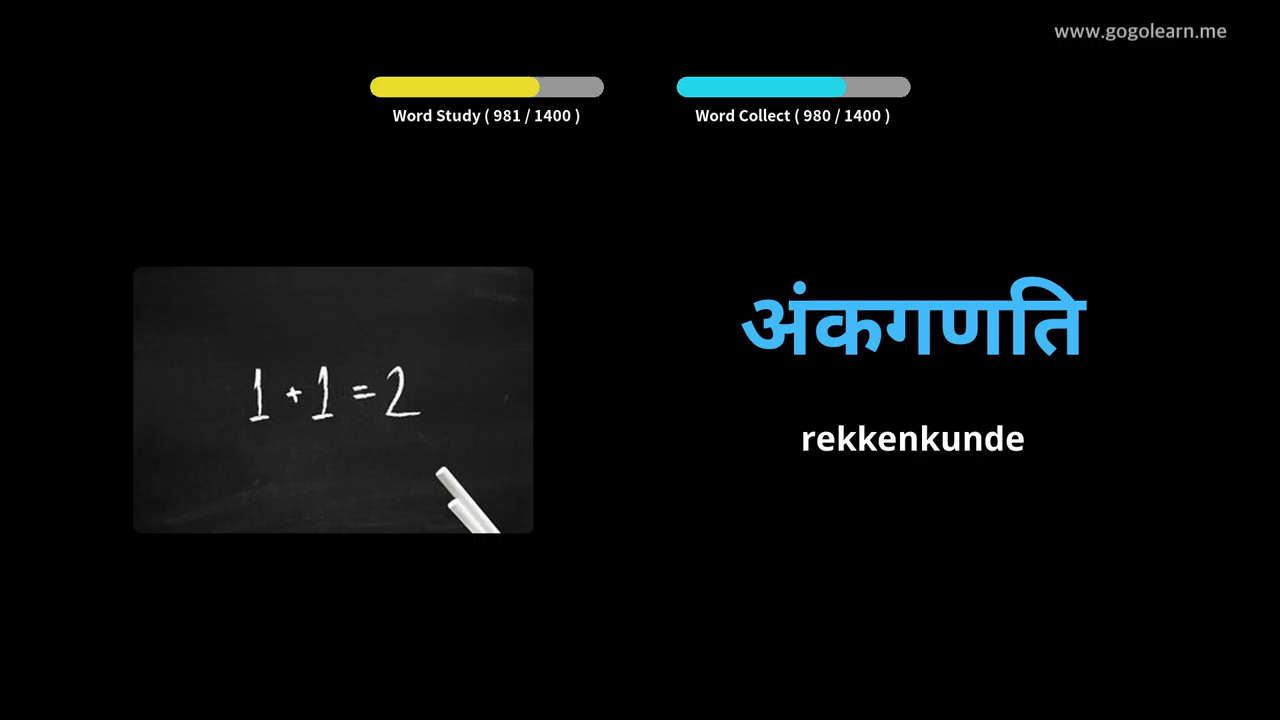 www.gogolearn.me
Word Study ( 981 / 1400 )
Word Collect ( 980 / 1400 )
अंकगणति
1 + 1 = 2
rekkenkunde